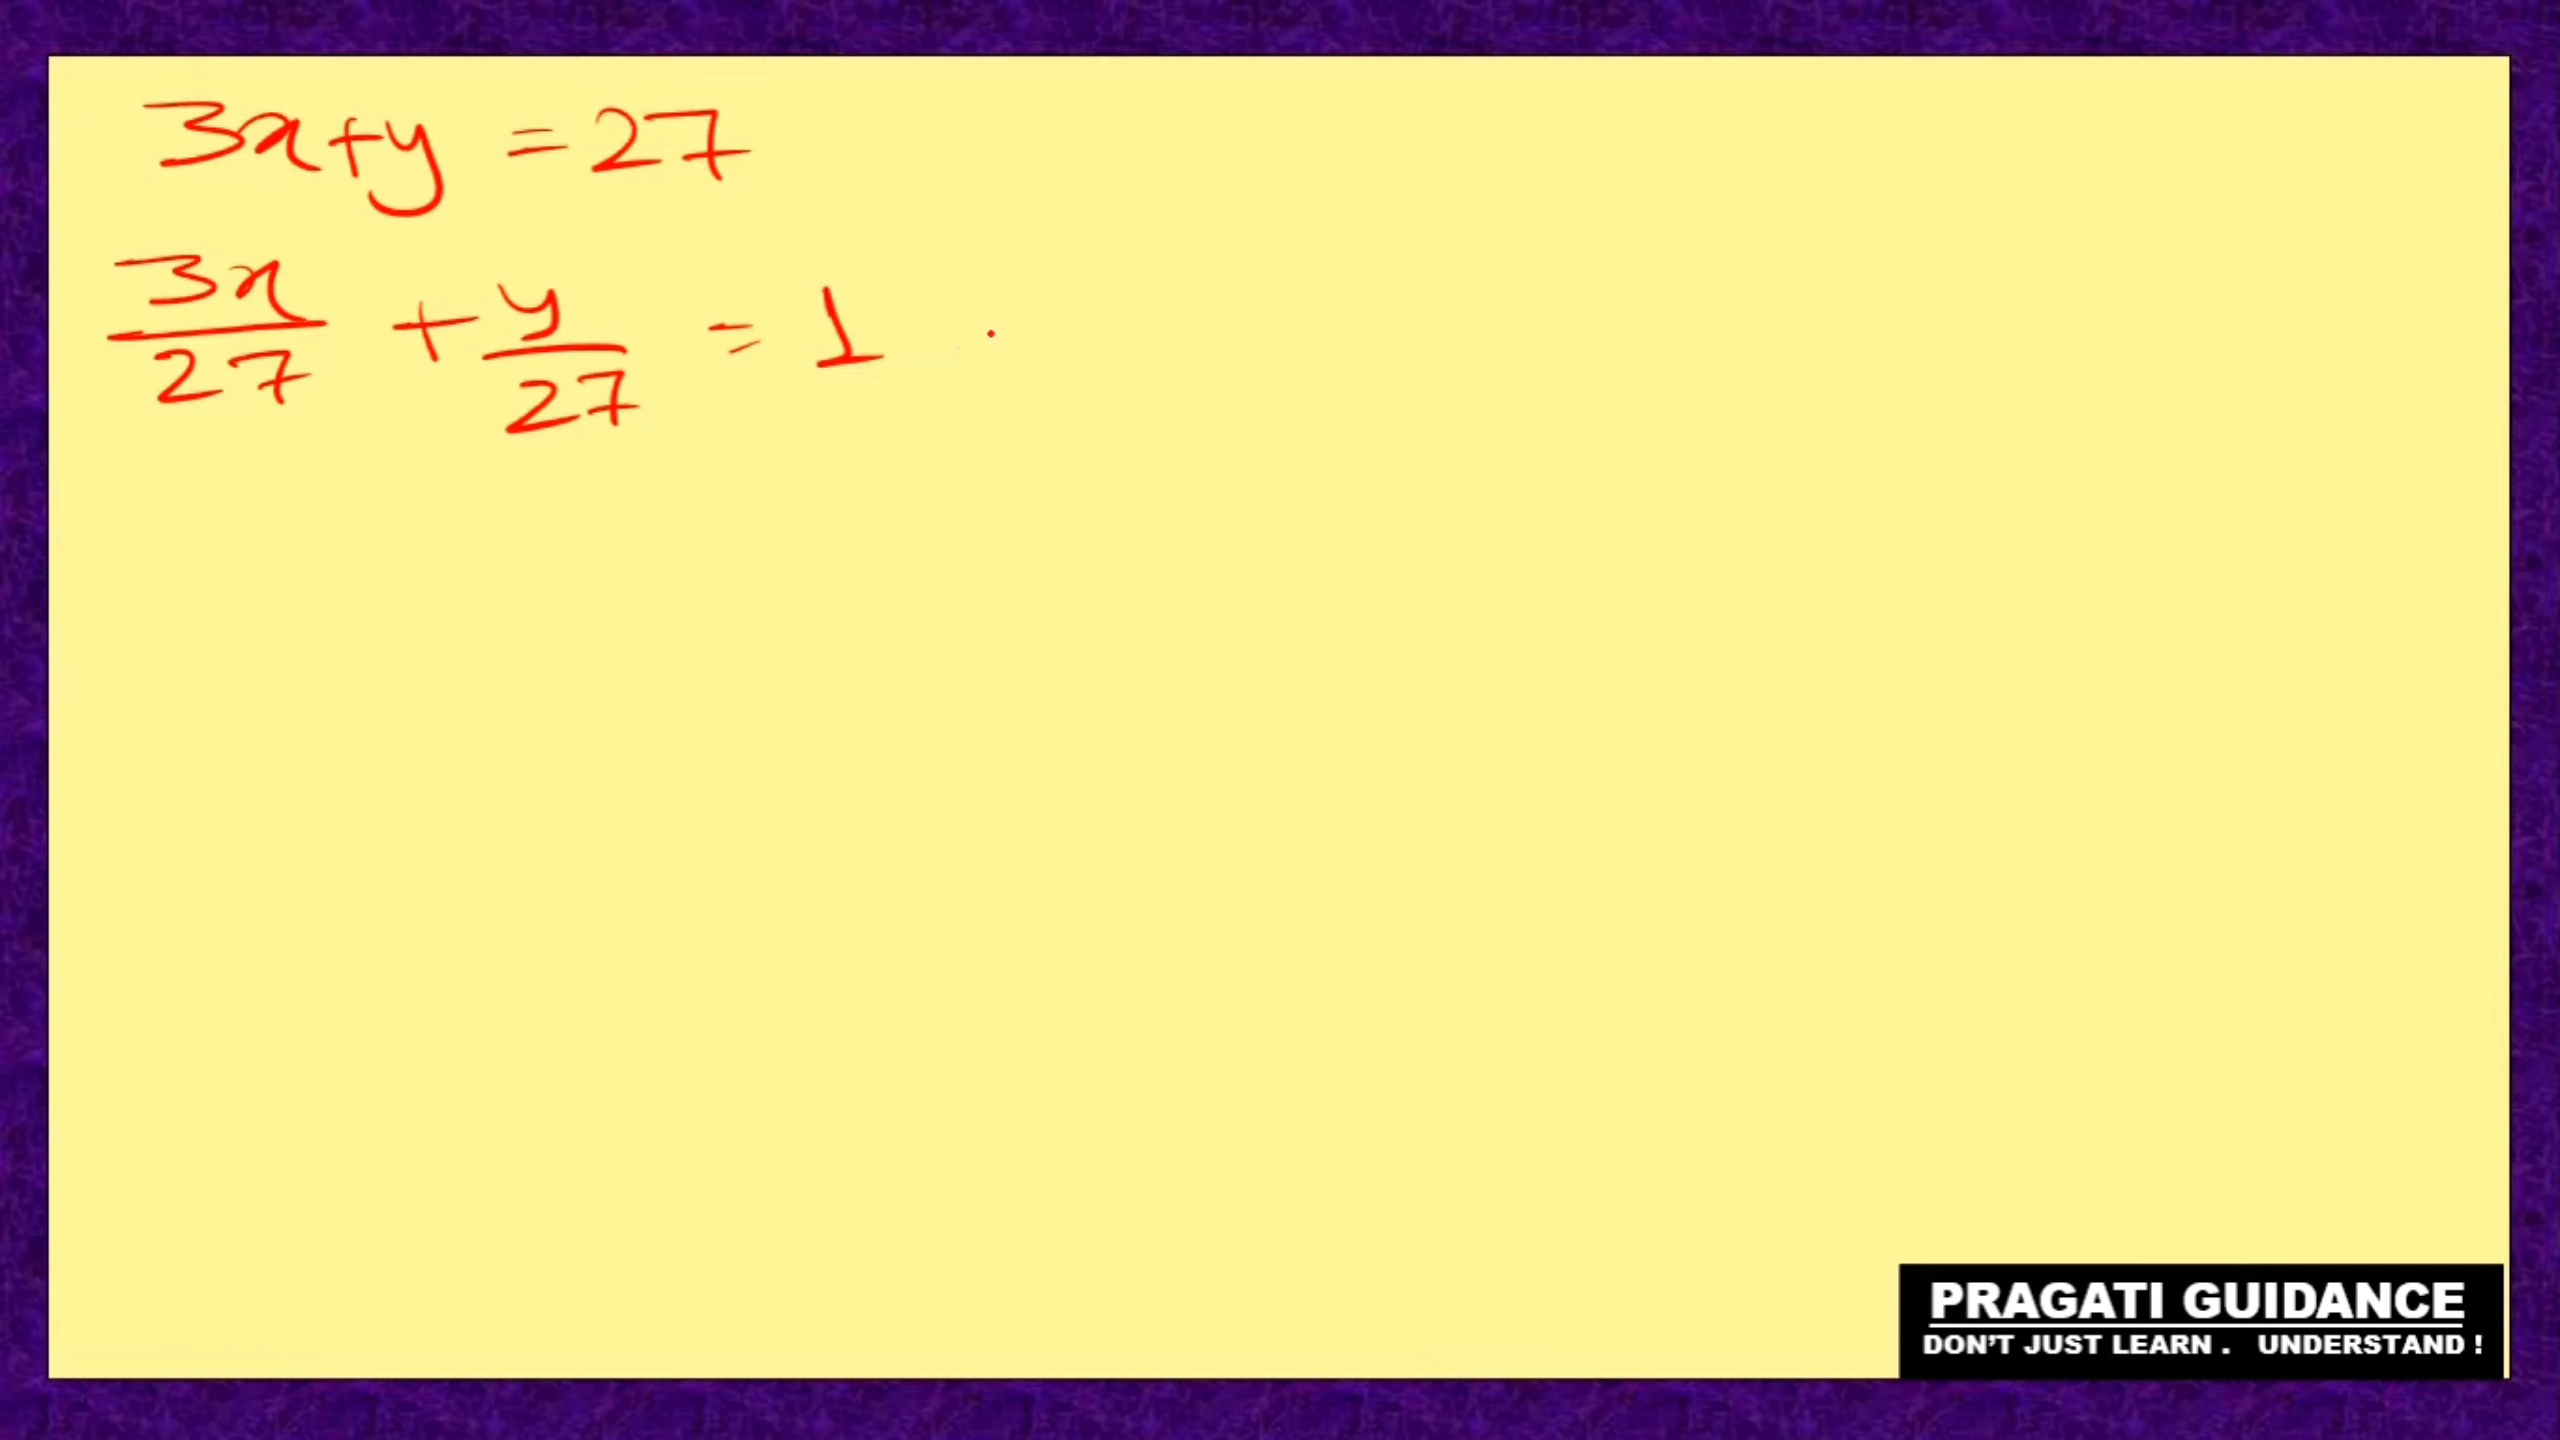 3x+y = 27
3x/27 + y/27 = 1
PRAGATI GUIDANCE
DON'T JUST LEARN . UNDERSTAND !